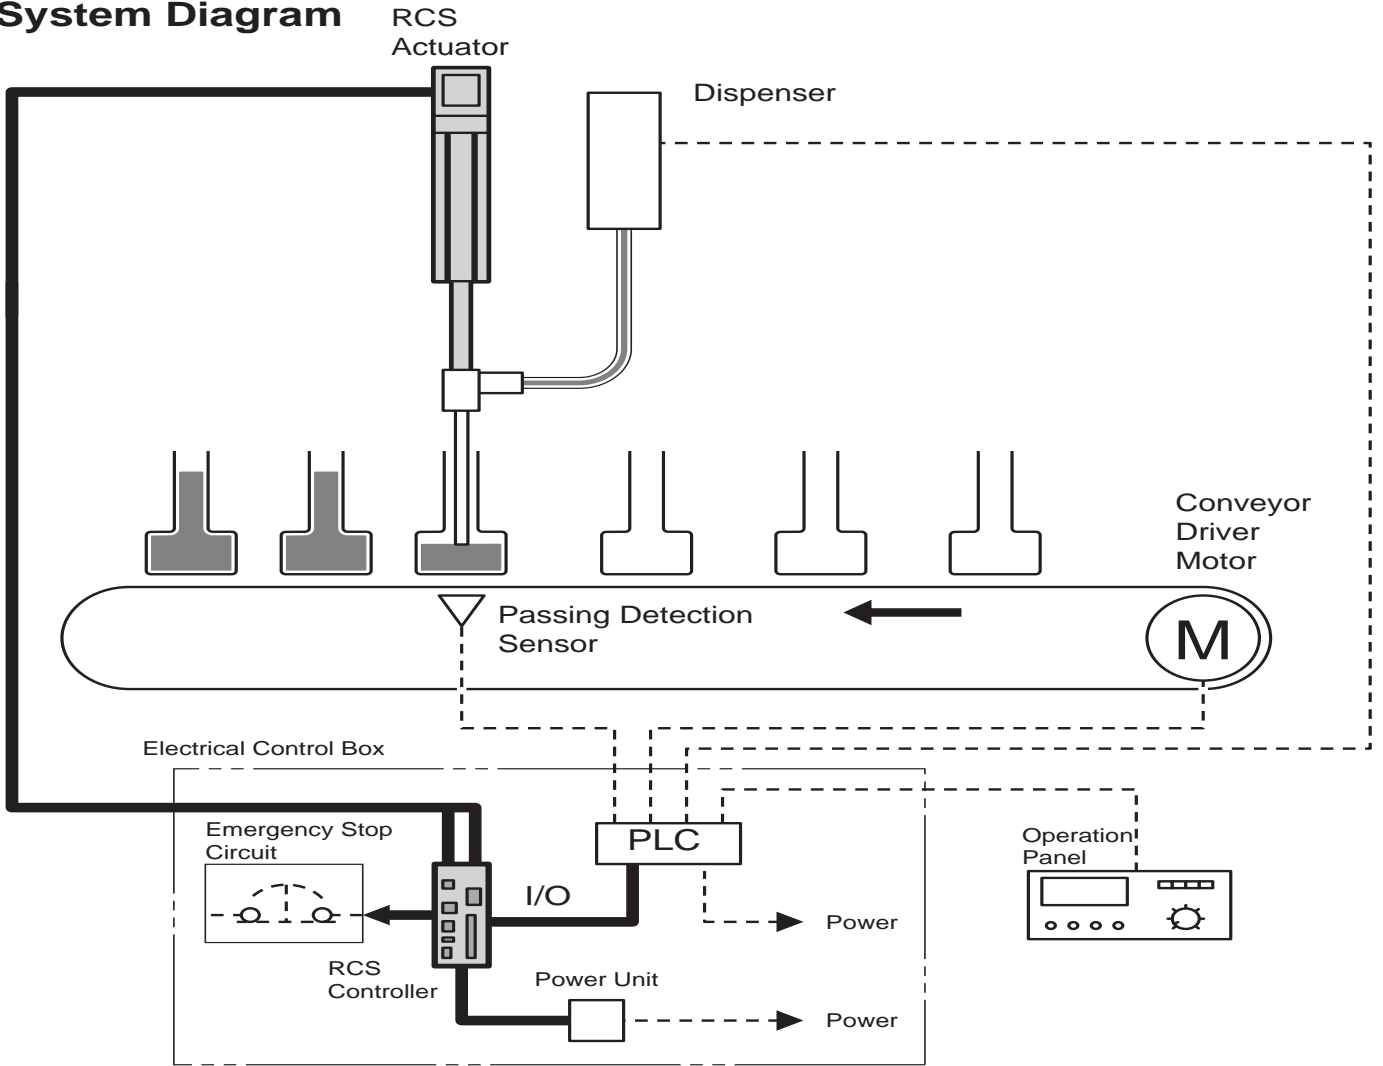 System Diagram
RCS
Actuator
Dispenser
Conveyor
Driver
Motor
M
Passing Detection
Sensor
Electrical Control Box
Emergency Stop
Circuit
PLC
Operation
Panel
I/O
Power
RCS
Controller
Power Unit
Power